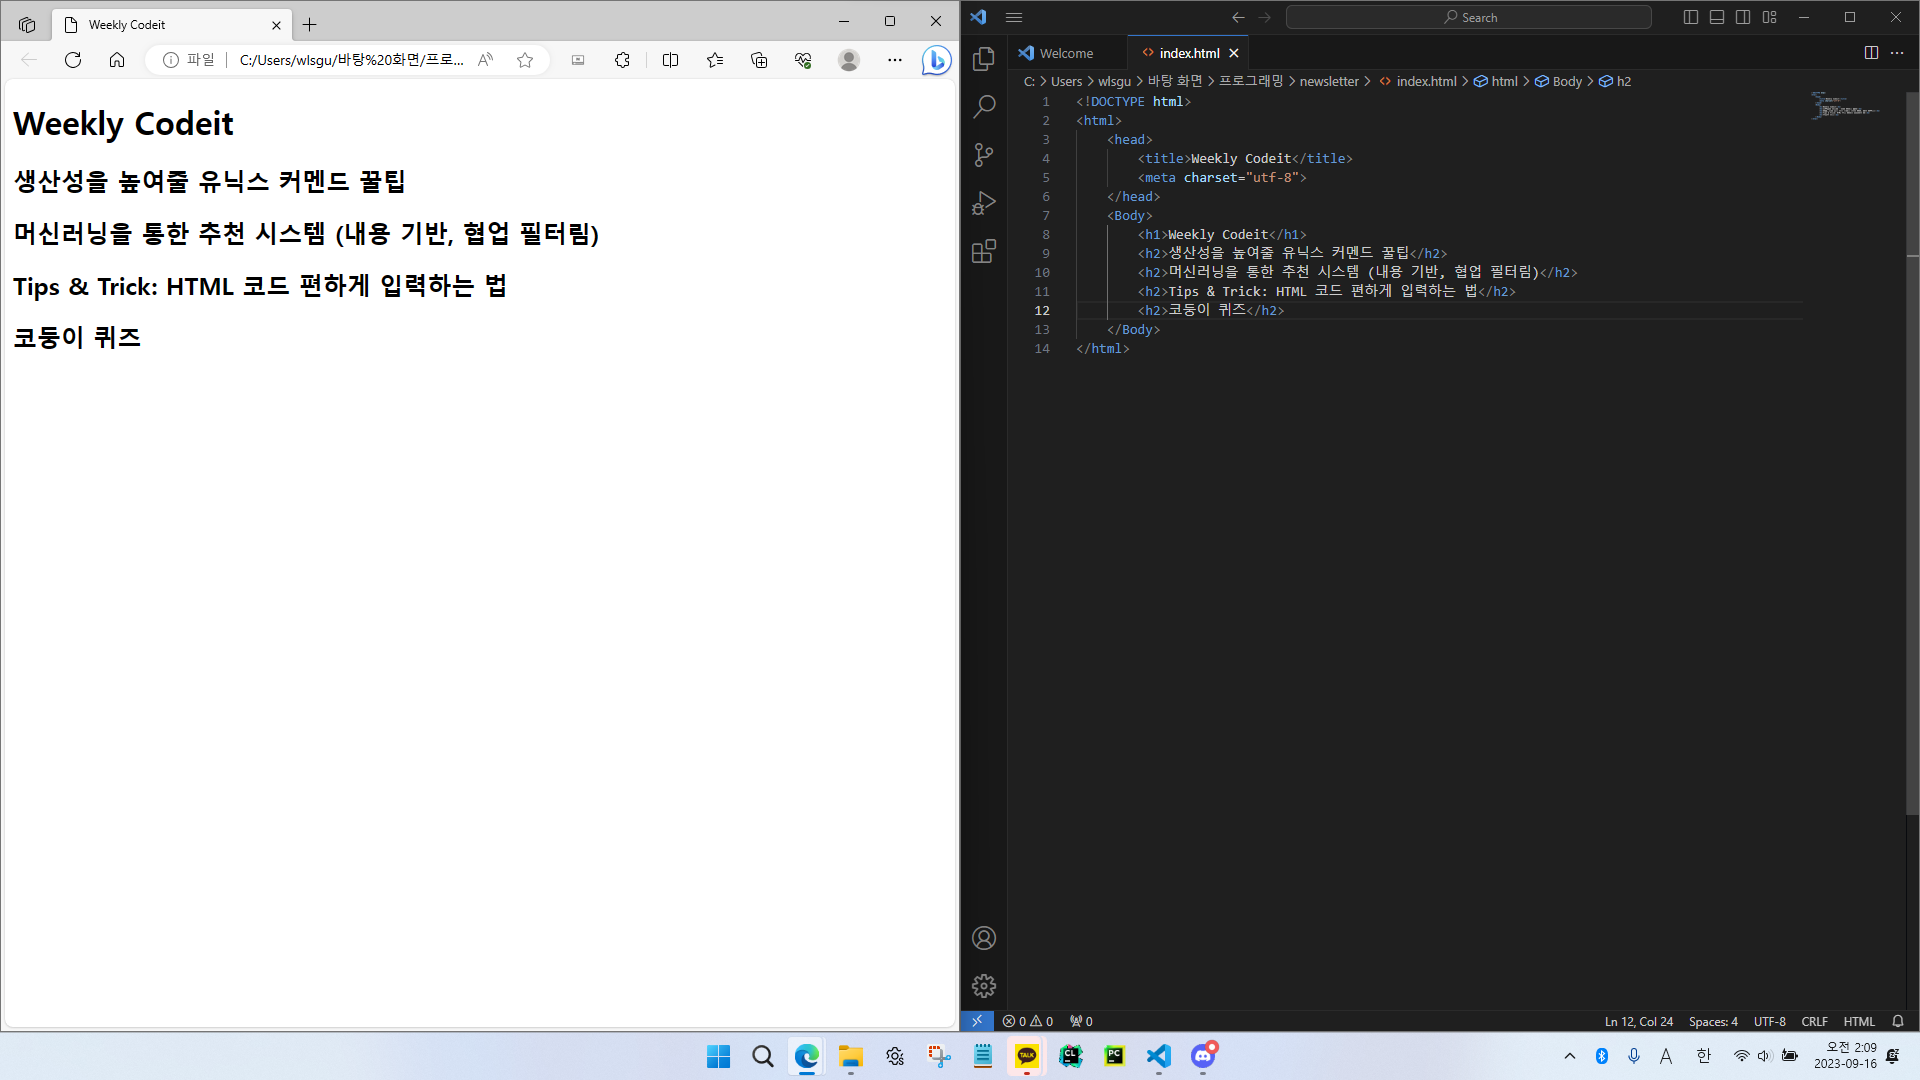 Weekly Codeit
파일
C:/Users/wlsgu/바탕%20화면/프로...
Weekly Codeit
생산성을 높여줄 유닉스 커멘드 꿀팁
머신러닝을 통한 추천 시스템 (내용 기반, 협업 필터림)
Tips & Trick: HTML 코드 편하게 입력하는 법
코둥이 퀴즈
Search
Welcome
index.html
C: > Users > wlsgu > 바탕 화면 > 프로그래밍 > newsletter > index.html > html > Body > h2
1 <!DOCTYPE html>
2 <html>
3 <head>
4 <title>Weekly Codeit</title>
5 <meta charset="utf-8">
6 </head>
7 <Body>
8 <h1>Weekly Codeit</h1>
9 <h2>생산성을 높여줄 유닉스 커멘드 꿀팁</h2>
10 <h2>머신러닝을 통한 추천 시스템 (내용 기반, 협업 필터림)</h2>
11 <h2>Tips & Trick: HTML 코드 편하게 입력하는 법</h2>
12 <h2>코둥이 퀴즈</h2>
13 </Body>
14 </html>
0 0 0
Ln 12, Col 24 Spaces: 4 UTF-8 CRLF HTML
TALK CL PC
A 한
오전 2:09
2023-09-16